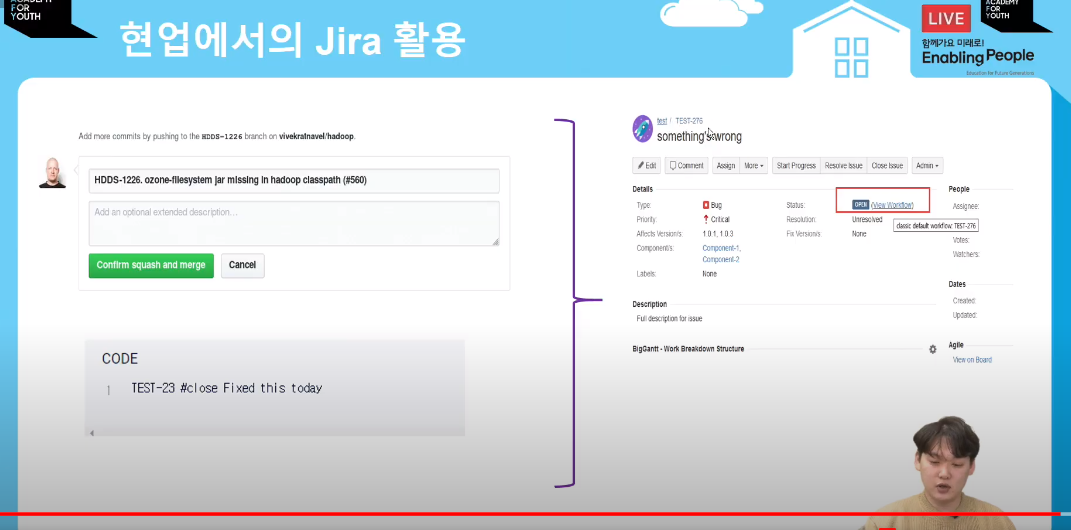 ACADEMY
FOR
YOUTH
현업에서의 Jira 활용
LIVE
ACADEMY
FOR
YOUTH
함께가요 미래로!
Enabling People
Education for Future Generations
Add more commits by pushing to the HDDS-1226 branch on vivekratnavel/hadoop.
HDDS-1226. ozone-filesystem jar missing in hadoop classpath (#560)
Add an optional extended description...
Confirm squash and merge
Cancel
CODE
1 TEST-23 #close Fixed this today
test / TEST-276
something's wrong
Edit Comment Assign More Start Progress Resolve Issue Close Issue Admin
Details
Type: Bug
Priority: Critical
Affects Version/s: 1.0.1, 1.0.3
Component/s: Component-1,
Component-2
Labels: None
Status: OPEN (View Workflow)
Resolution: Unresolved
Fix Version/s: None
classic default workflow: TEST-276
Description
Full description for issue
BigGantt - Work Breakdown Structure
People
Assignee:
Votes:
Watchers:
Dates
Created:
Updated:
Agile
View on Board